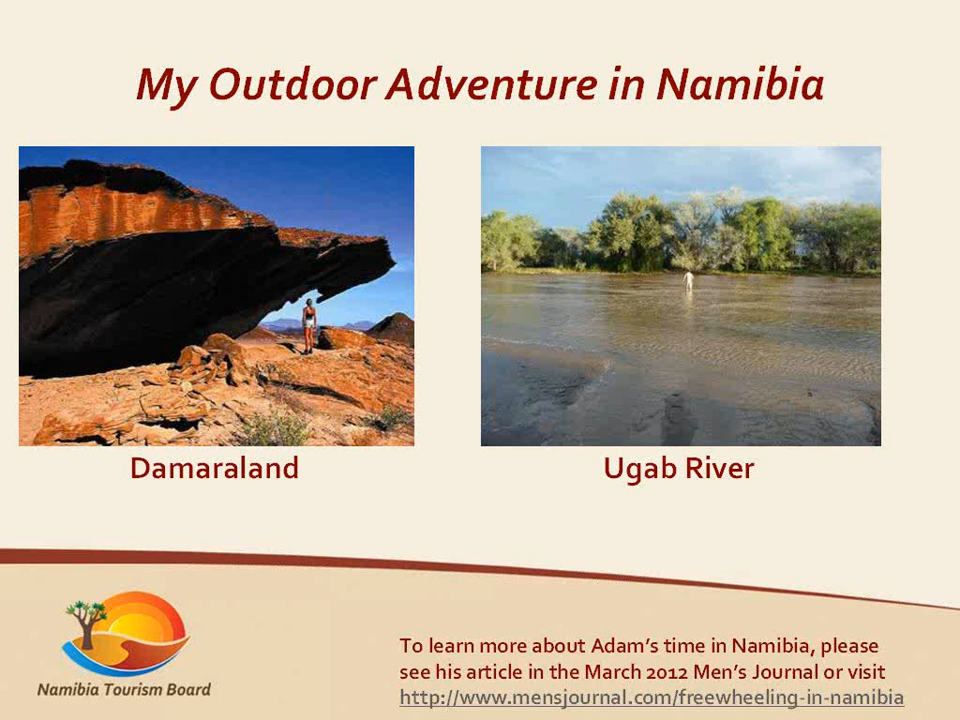 My Outdoor Adventure in Namibia
Damaraland
Ugab River
Namibia Tourism Board
To learn more about Adam’s time in Namibia, please
see his article in the March 2012 Men’s Journal or visit
http://www.mensjournal.com/freewheeling-in-namibia